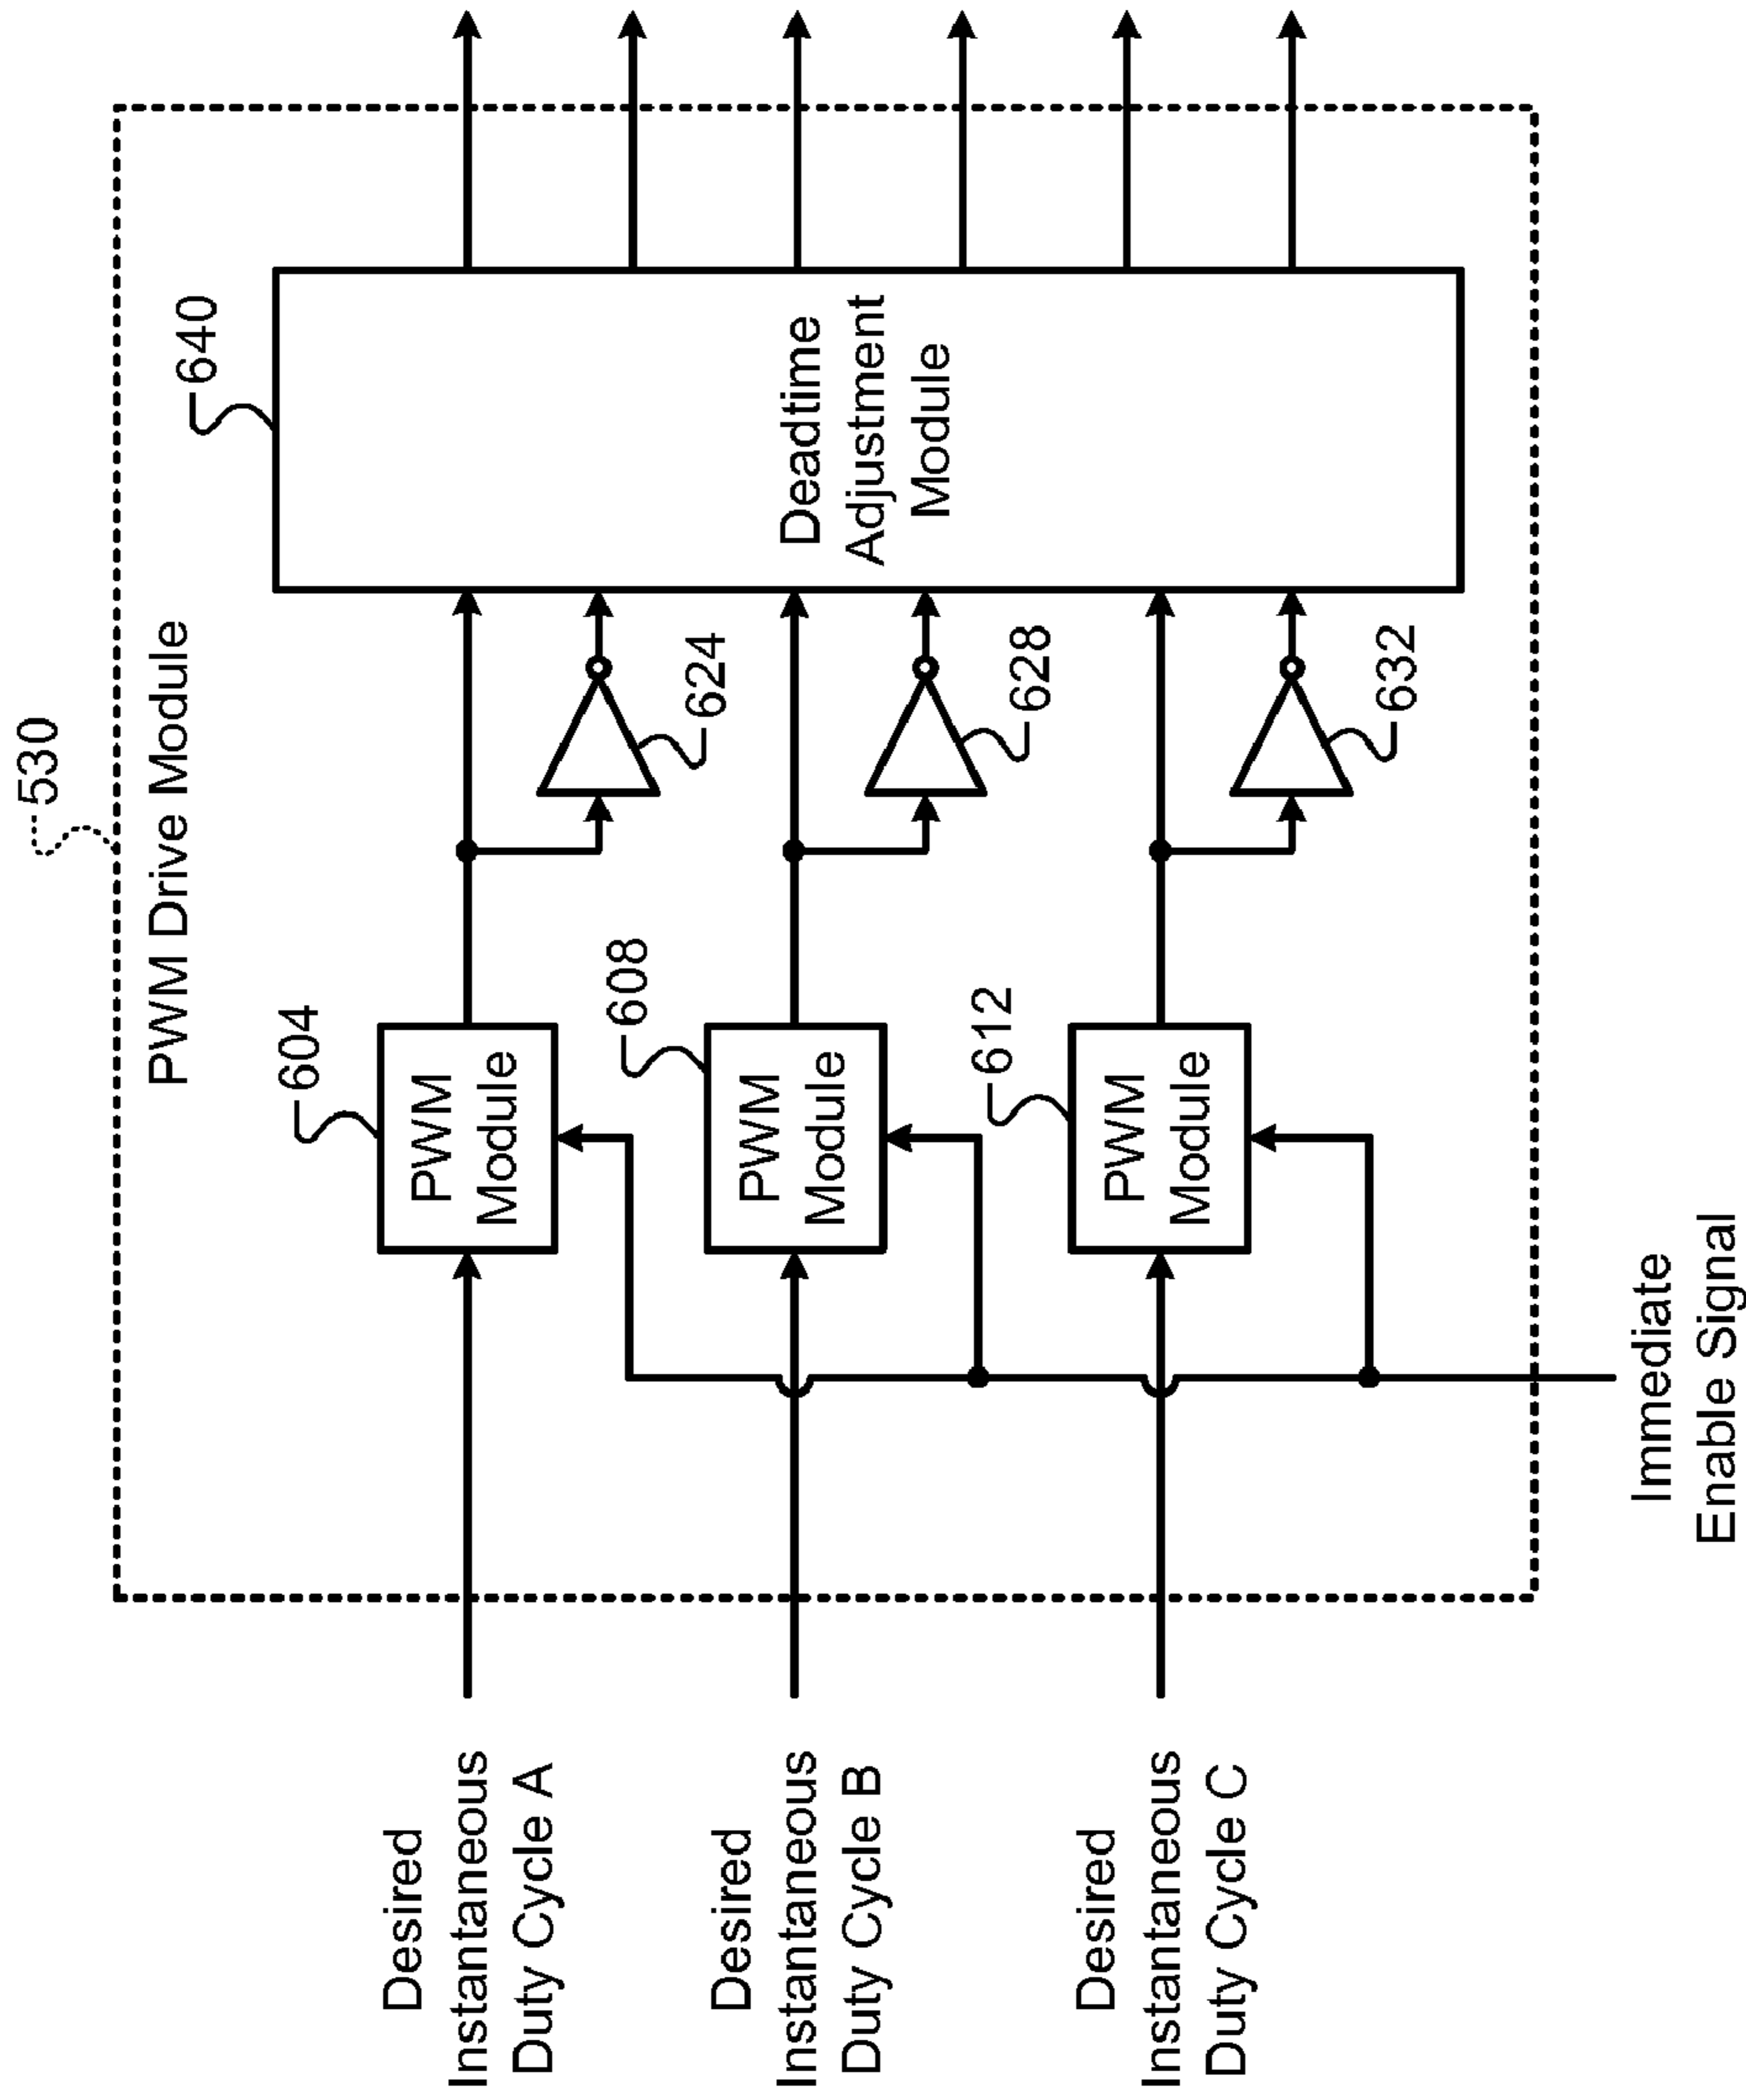 530
PWM Drive Module
604
608
612
PWM
Module
PWM
Module
PWM
Module
624
628
632
640
Deadtime
Adjustment
Module
Desired
Instantaneous
Duty Cycle A
Desired
Instantaneous
Duty Cycle B
Desired
Instantaneous
Duty Cycle C
Immediate
Enable Signal